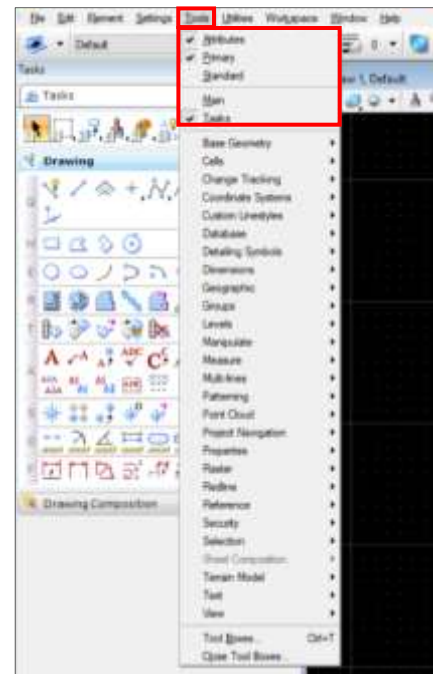 File Edit Element Settings Tools Utilities Workspace Window Help
Default
Tasks
Tasks
Drawing
Drawing Composition
Attributes
Primary
Standard
Main
Tasks
Base Geometry
Cells
Change Tracking
Coordinate Systems
Custom Linestyles
Database
Detailing Symbols
Dimensions
Geographic
Groups
Levels
Manipulate
Measure
Multi-lines
Patterning
Point Cloud
Project Navigation
Properties
Raster
Redline
Reference
Security
Selection
Sheet Composition
Terrain Model
Text
View
Tool Boxes... Ctrl+T
Close Tool Boxes...
0
1, Default